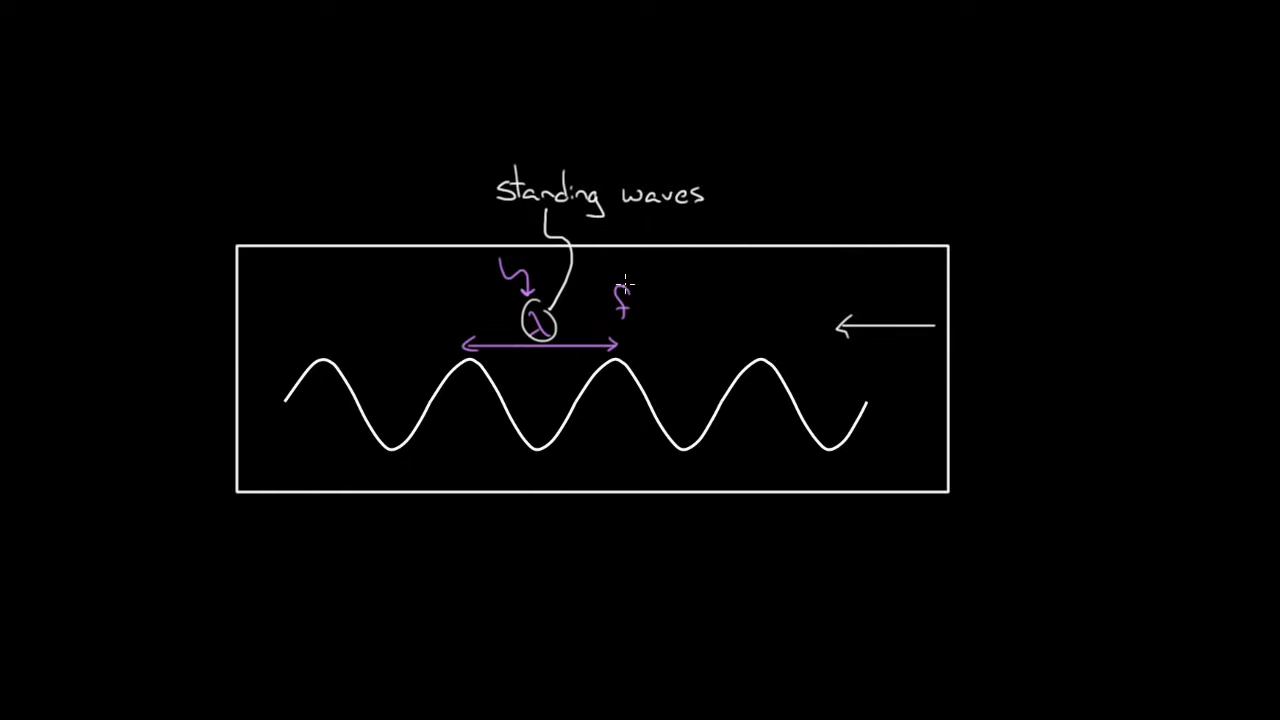 standing waves
λ f